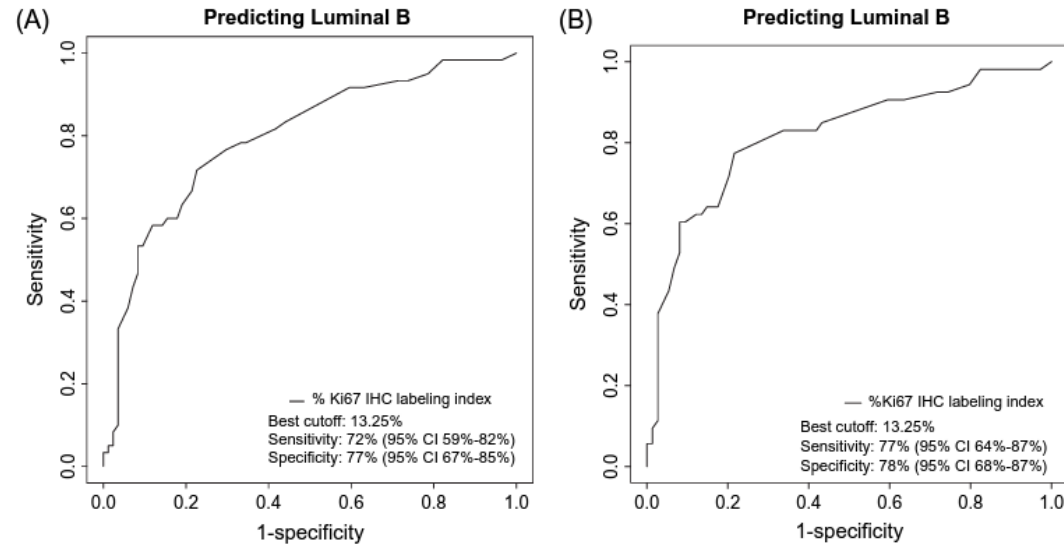 (A)
Predicting Luminal B
1.0
0.8
0.6
0.4
0.2
0.0
Sensitivity
— % Ki67 IHC labeling index
Best cutoff: 13.25%
Sensitivity: 72% (95% CI 59%-82%)
Specificity: 77% (95% CI 67%-85%)
0.0 0.2 0.4 0.6 0.8 1.0
1-specificity
(B)
Predicting Luminal B
1.0
0.8
0.6
0.4
0.2
0.0
Sensitivity
— %Ki67 IHC labeling index
Best cutoff: 13.25%
Sensitivity: 77% (95% CI 64%-87%)
Specificity: 78% (95% CI 68%-87%)
0.0 0.2 0.4 0.6 0.8 1.0
1-specificity